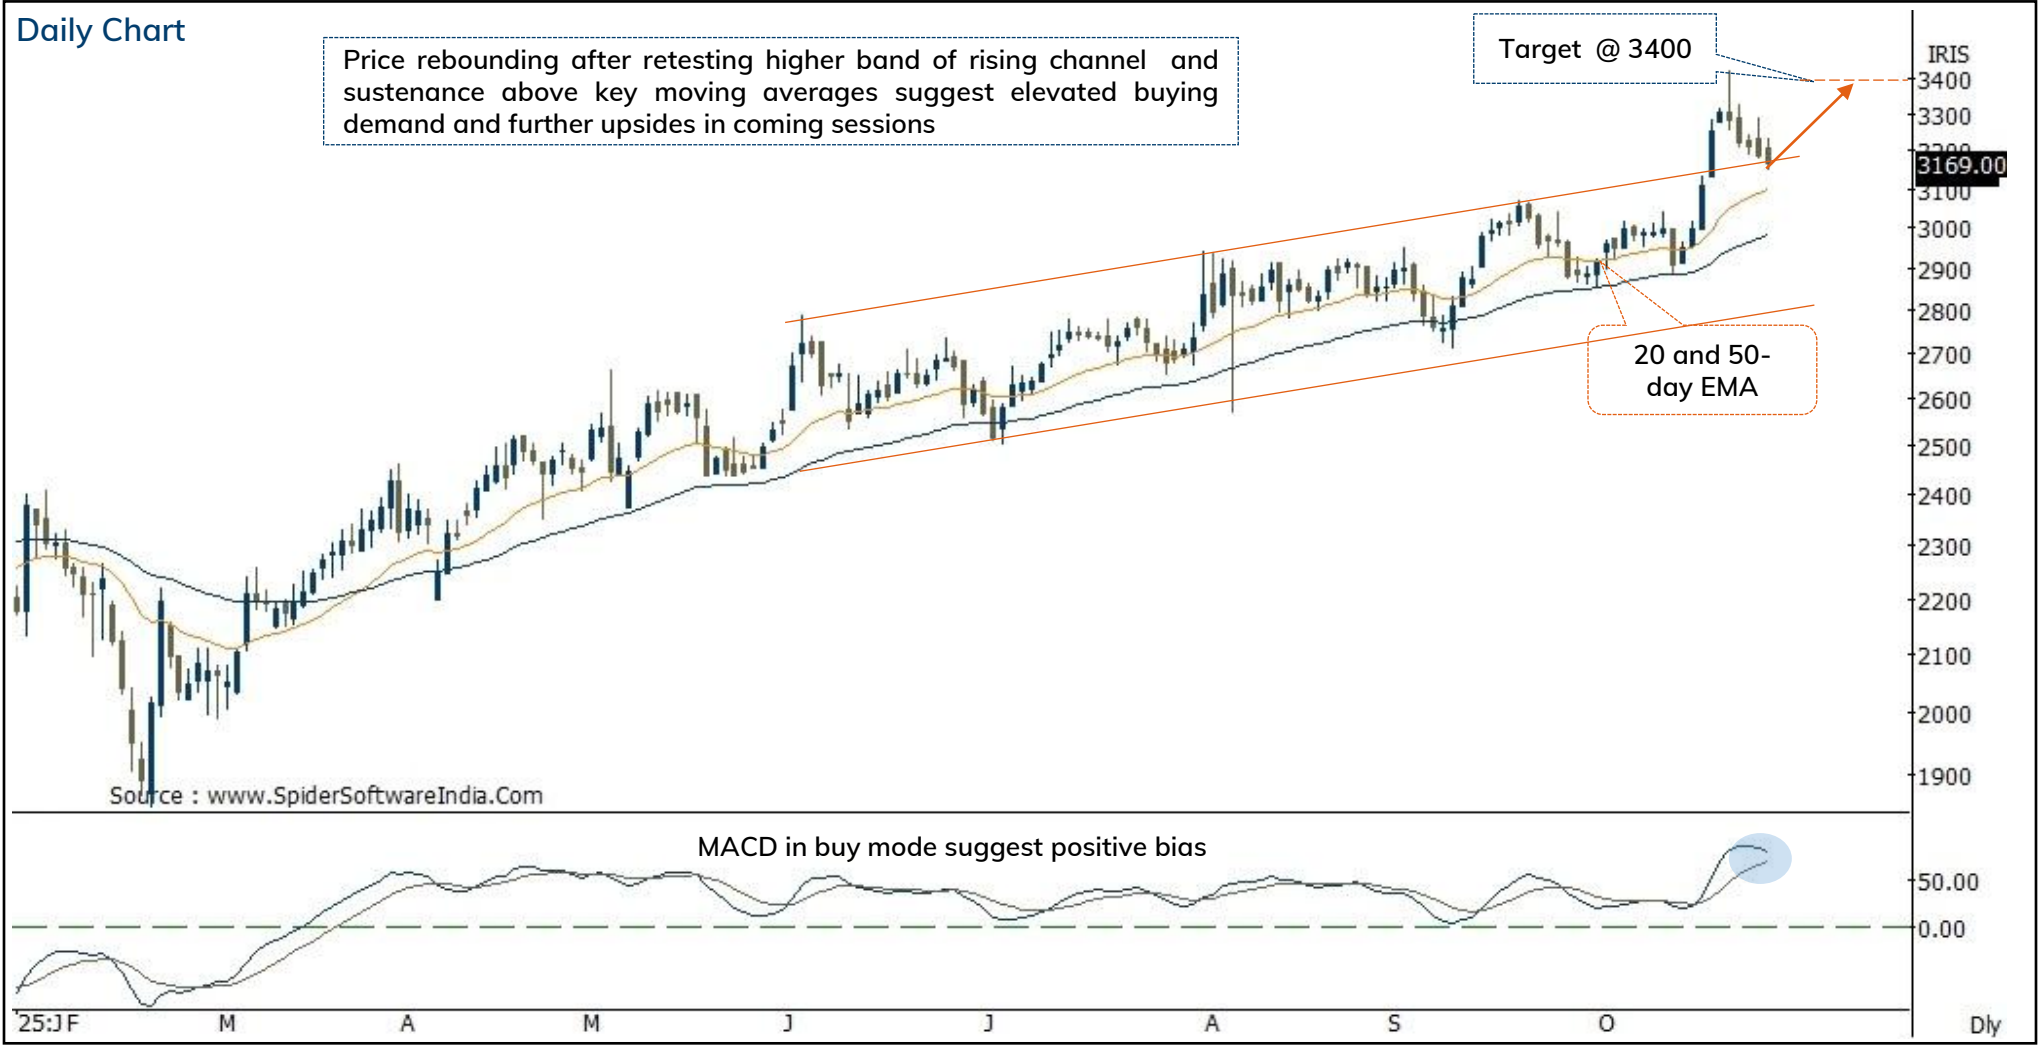 Daily Chart
Price rebounding after retesting higher band of rising channel and
sustenance above key moving averages suggest elevated buying
demand and further upsides in coming sessions
Target @ 3400
IRIS
3400
3300
3200
3169.00
3100
3000
2900
2800
2700
2600
2500
2400
2300
2200
2100
2000
1900
20 and 50-
day EMA
Source : www.SpiderSoftwareIndia.Com
MACD in buy mode suggest positive bias
50.00
0.00
'25:JF M A M J J A S O Dly